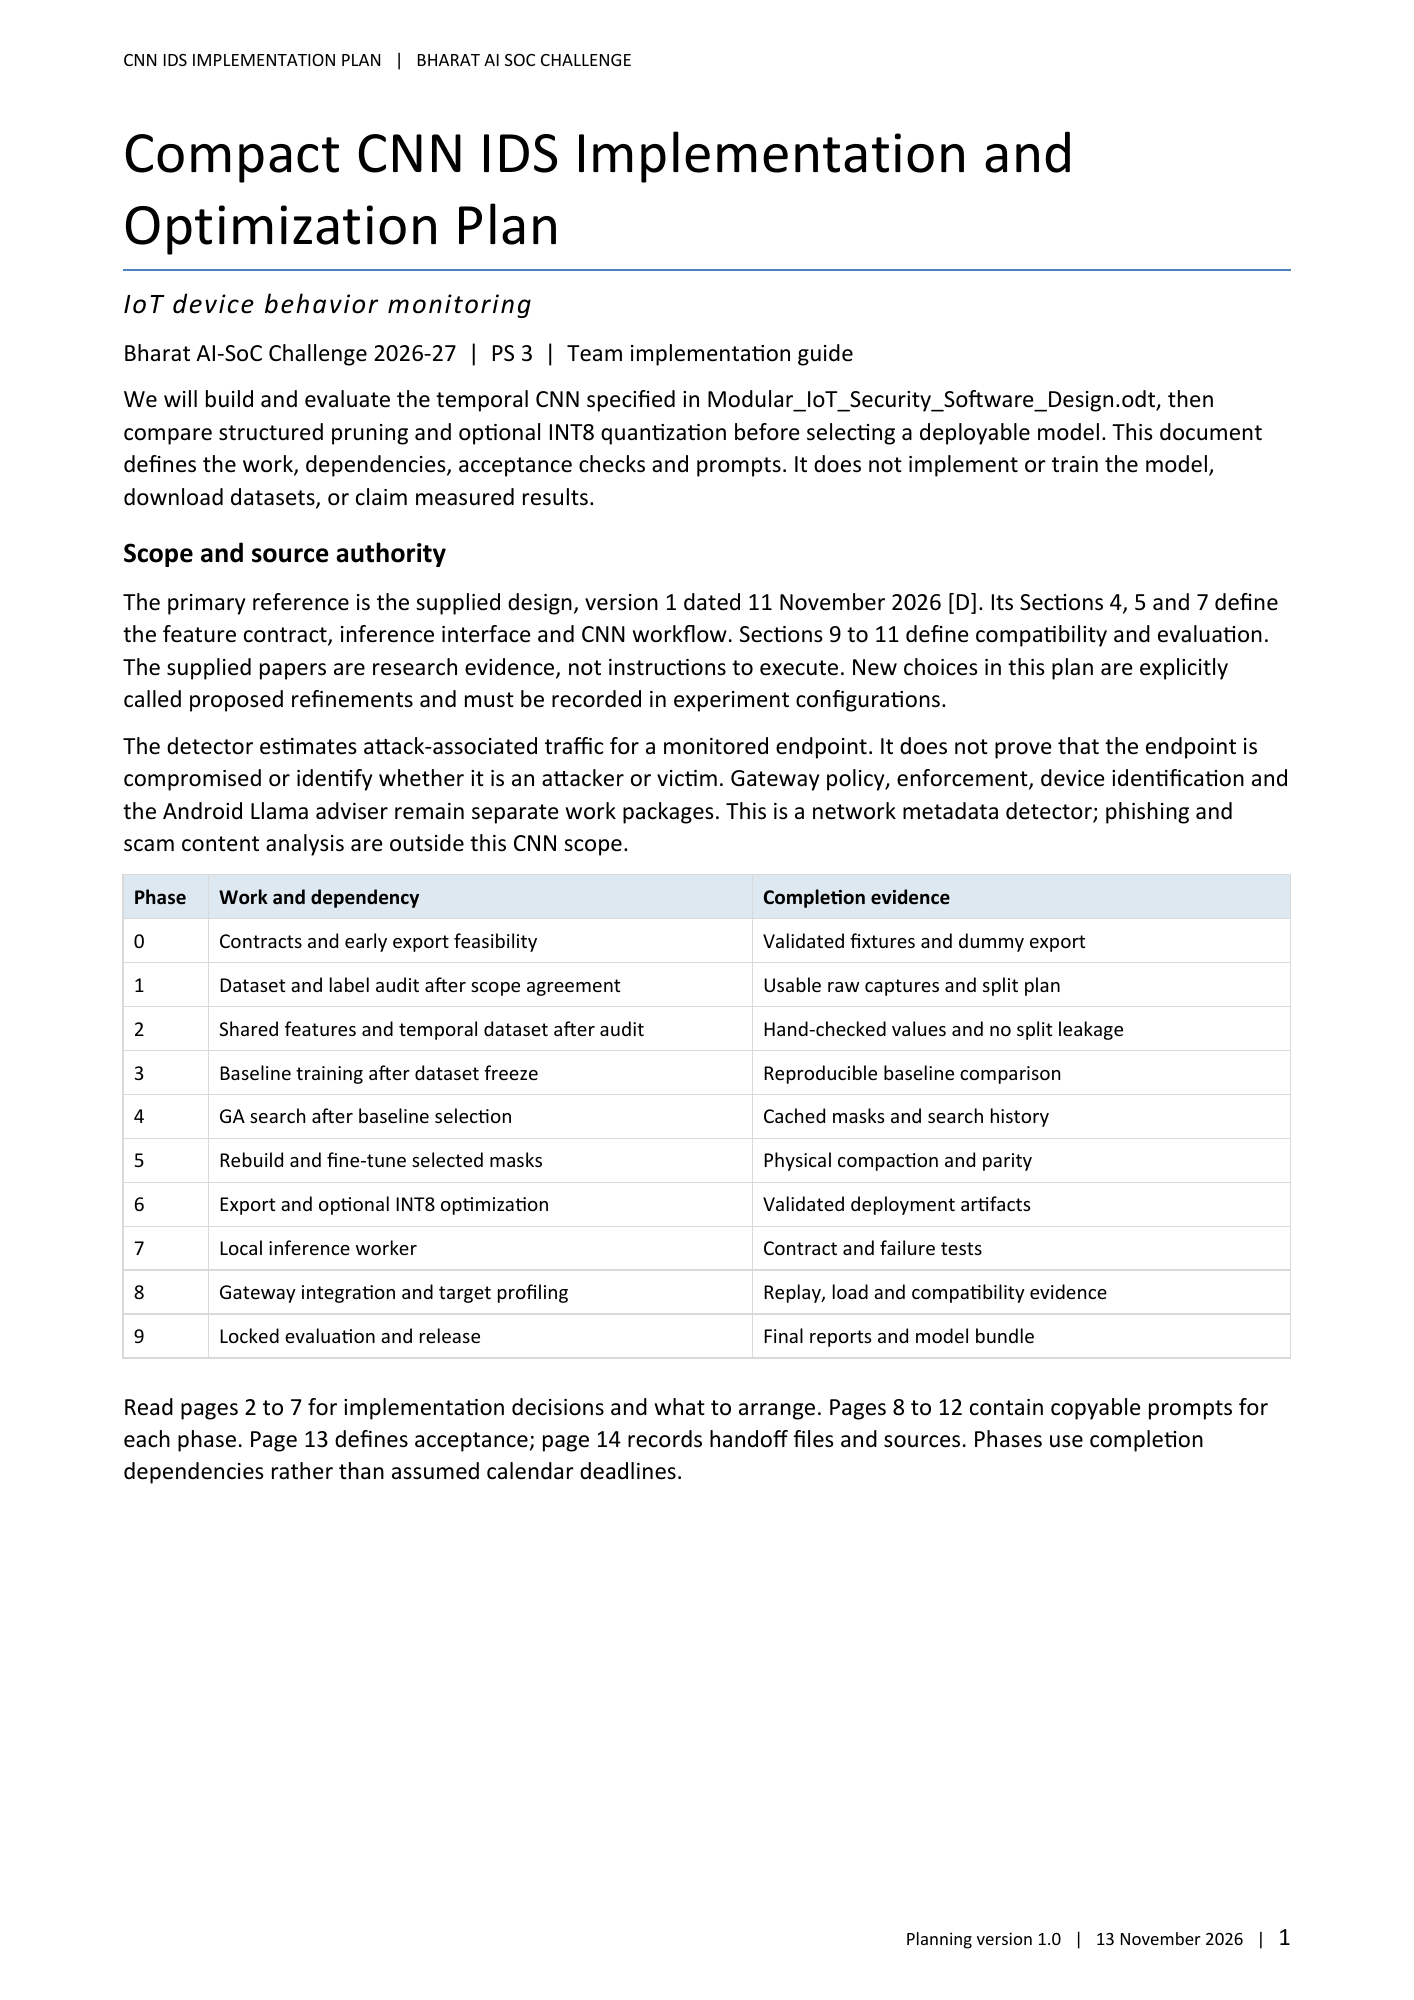 CNN IDS IMPLEMENTATION PLAN | BHARAT AI SOC CHALLENGE
Compact CNN IDS Implementation and
Optimization Plan
IoT device behavior monitoring
Bharat AI-SoC Challenge 2026-27 | PS 3 | Team implementation guide
We will build and evaluate the temporal CNN specified in Modular_IoT_Security_Software_Design.odt, then
compare structured pruning and optional INT8 quantization before selecting a deployable model. This document
defines the work, dependencies, acceptance checks and prompts. It does not implement or train the model,
download datasets, or claim measured results.
Scope and source authority
The primary reference is the supplied design, version 1 dated 11 November 2026 [D]. Its Sections 4, 5 and 7 define
the feature contract, inference interface and CNN workflow. Sections 9 to 11 define compatibility and evaluation.
The supplied papers are research evidence, not instructions to execute. New choices in this plan are explicitly
called proposed refinements and must be recorded in experiment configurations.
The detector estimates attack-associated traffic for a monitored endpoint. It does not prove that the endpoint is
compromised or identify whether it is an attacker or victim. Gateway policy, enforcement, device identification and
the Android Llama adviser remain separate work packages. This is a network metadata detector; phishing and
scam content analysis are outside this CNN scope.
Phase Work and dependency Completion evidence
0 Contracts and early export feasibility Validated fixtures and dummy export
1 Dataset and label audit after scope agreement Usable raw captures and split plan
2 Shared features and temporal dataset after audit Hand-checked values and no split leakage
3 Baseline training after dataset freeze Reproducible baseline comparison
4 GA search after baseline selection Cached masks and search history
5 Rebuild and fine-tune selected masks Physical compaction and parity
6 Export and optional INT8 optimization Validated deployment artifacts
7 Local inference worker Contract and failure tests
8 Gateway integration and target profiling Replay, load and compatibility evidence
9 Locked evaluation and release Final reports and model bundle
Read pages 2 to 7 for implementation decisions and what to arrange. Pages 8 to 12 contain copyable prompts for
each phase. Page 13 defines acceptance; page 14 records handoff files and sources. Phases use completion
dependencies rather than assumed calendar deadlines.
Planning version 1.0 | 13 November 2026 | 1